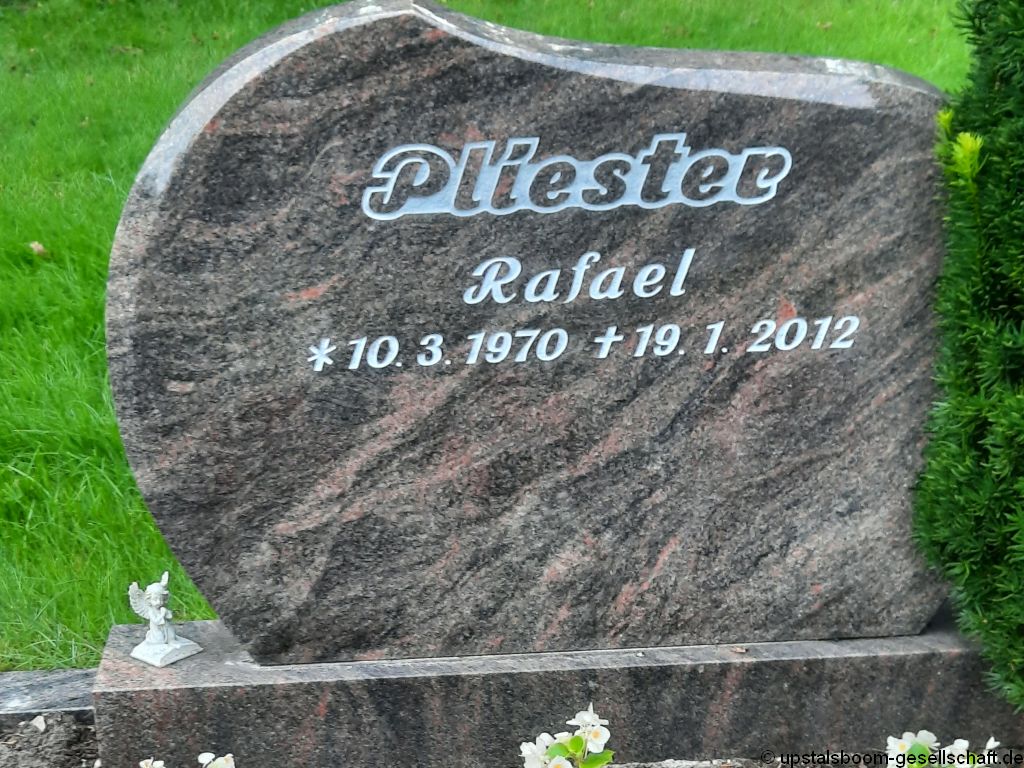 Pliester
Rafael
* 10. 3. 1970 † 19. 1. 2012
© upstalsboom-gesellschaft.de